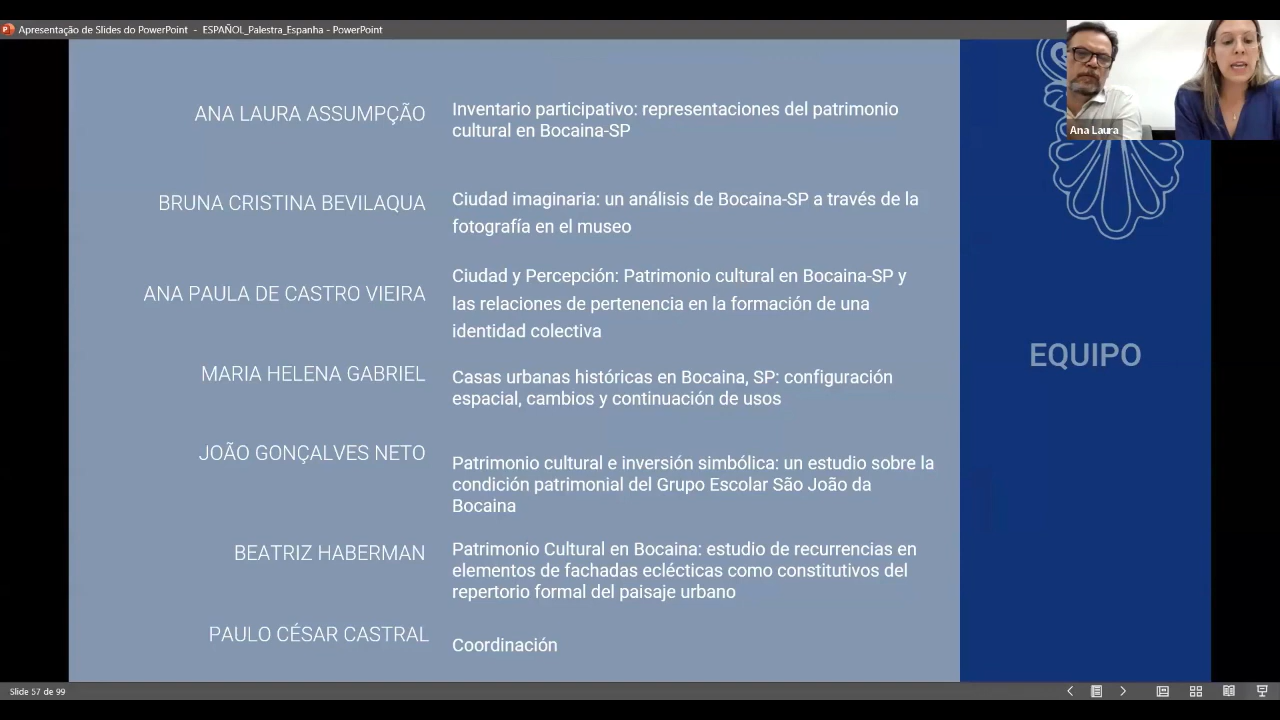 Apresentação de Slides do PowerPoint - ESPAÑOL_Palestra_Espanha - PowerPoint
Ana Laura
ANA LAURA ASSUMPÇÃO
Inventario participativo: representaciones del patrimonio
cultural en Bocaina-SP
BRUNA CRISTINA BEVILAQUA
Ciudad imaginaria: un análisis de Bocaina-SP a través de la
fotografía en el museo
ANA PAULA DE CASTRO VIEIRA
Ciudad y Percepción: Patrimonio cultural en Bocaina-SP y
las relaciones de pertenencia en la formación de una
identidad colectiva
MARIA HELENA GABRIEL
Casas urbanas históricas en Bocaina, SP: configuración
espacial, cambios y continuación de usos
JOÃO GONÇALVES NETO
Patrimonio cultural e inversión simbólica: un estudio sobre la
condición patrimonial del Grupo Escolar São João da
Bocaina
BEATRIZ HABERMAN
Patrimonio Cultural en Bocaina: estudio de recurrencias en
elementos de fachadas eclécticas como constitutivos del
repertorio formal del paisaje urbano
PAULO CÉSAR CASTRAL
Coordinación
EQUIPO
Slide 57 de 99